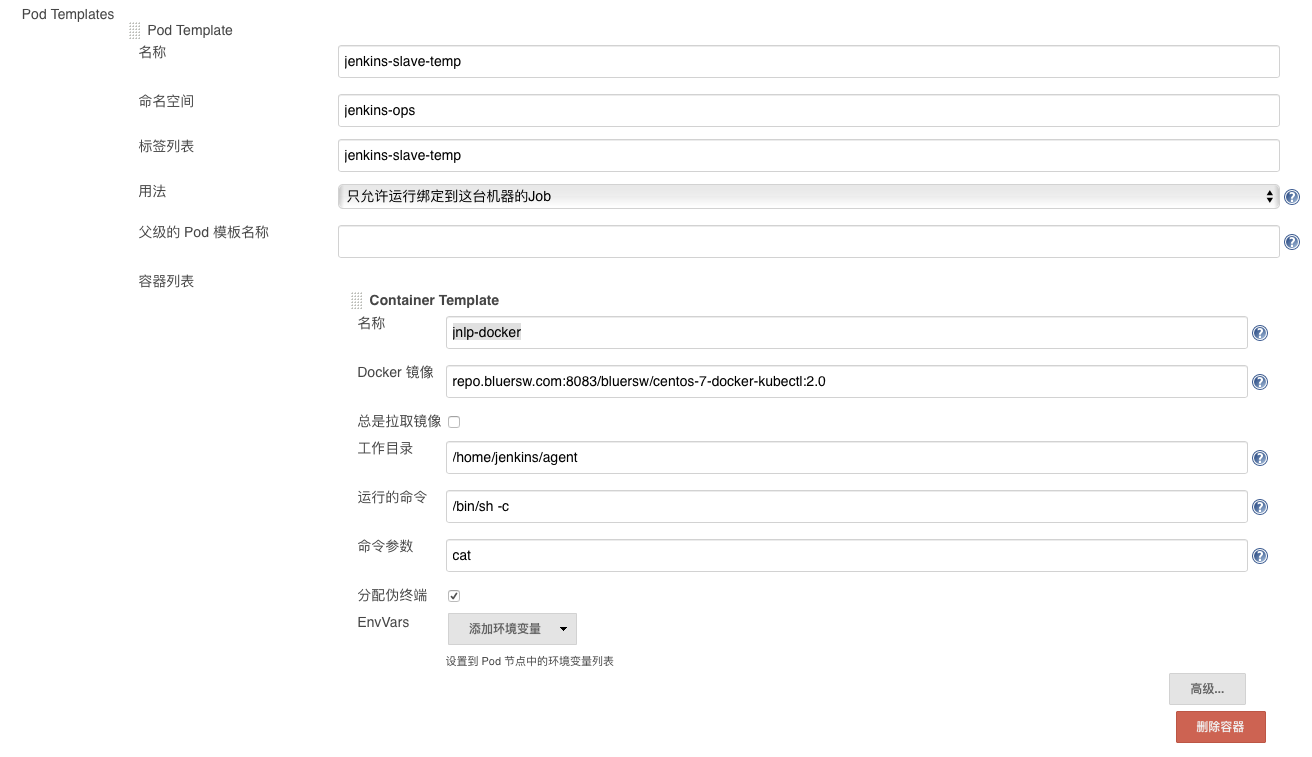 Pod Templates
Pod Template
名称
jenkins-slave-temp
命名空间
jenkins-ops
标签列表
jenkins-slave-temp
用法
只允许运行绑定到这台机器的Job
父级的 Pod 模板名称
容器列表
Container Template
名称
jnlp-docker
Docker 镜像
repo.bluersw.com:8083/bluersw/centos-7-docker-kubectl:2.0
总是拉取镜像
工作目录
/home/jenkins/agent
运行的命令
/bin/sh -c
命令参数
cat
分配伪终端
EnvVars
添加环境变量
设置到 Pod 节点中的环境变量列表
高级...
删除容器